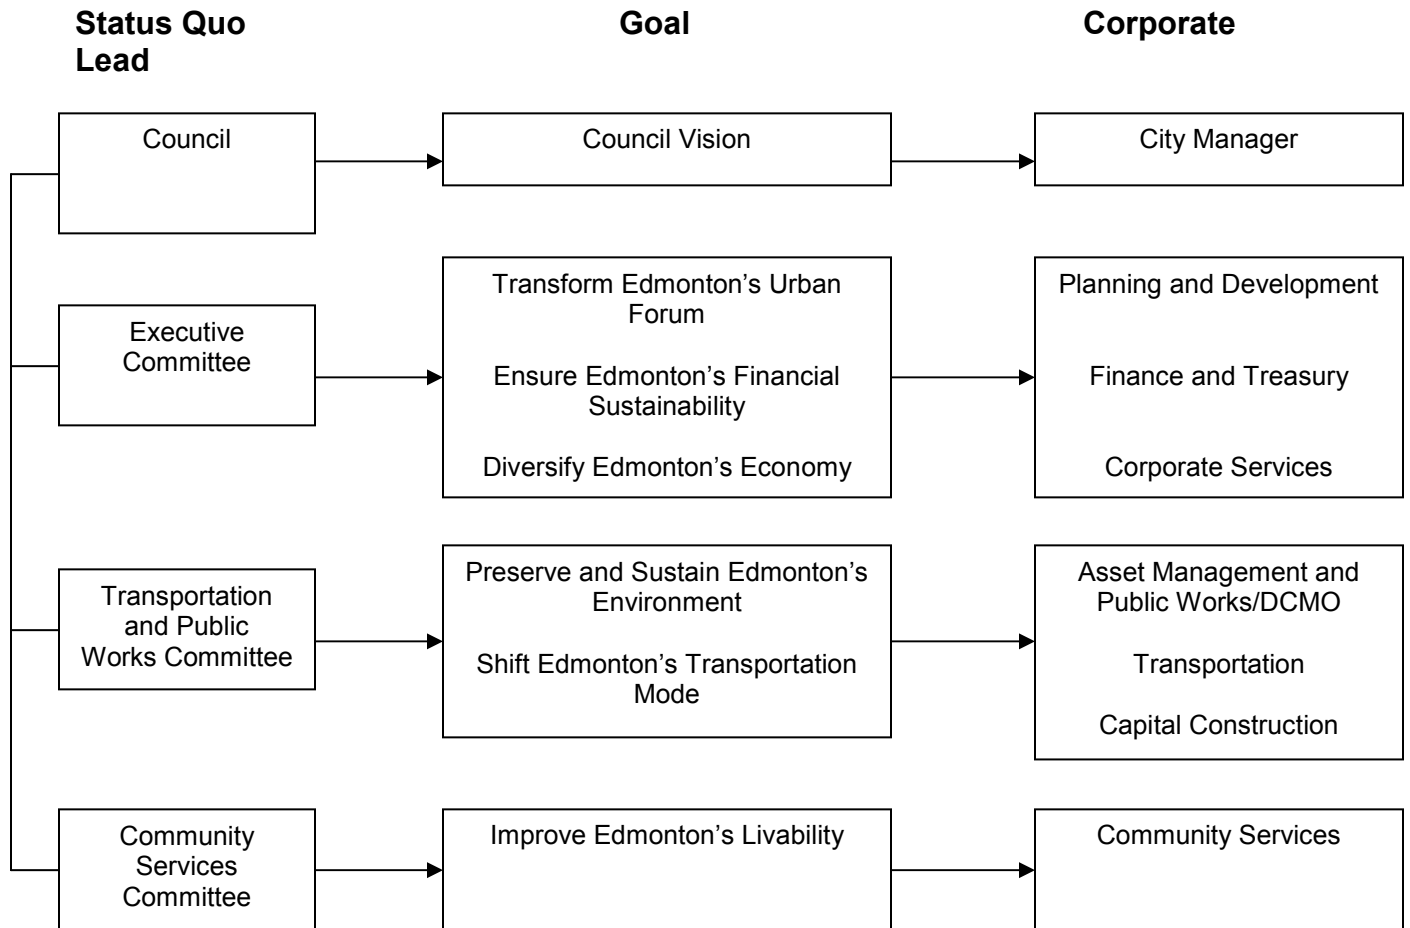 Status Quo
Lead
Goal
Corporate
Council
Council Vision
City Manager
Executive
Committee
Transform Edmonton’s Urban
Forum
Ensure Edmonton’s Financial
Sustainability
Diversify Edmonton’s Economy
Planning and Development
Finance and Treasury
Corporate Services
Transportation
and Public
Works Committee
Preserve and Sustain Edmonton’s
Environment
Shift Edmonton’s Transportation
Mode
Asset Management and
Public Works/DCMO
Transportation
Capital Construction
Community
Services
Committee
Improve Edmonton’s Livability
Community Services